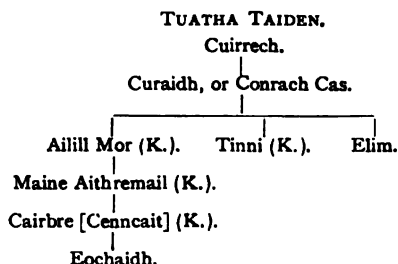 TUATHA TAIDEN.
Cuirrech.
Curaidh, or Conrach Cas.
Ailill Mor (K.). Tinni (K.). Elim.
Maine Aithremail (K.).
Cairbre [Cenncait] (K.).
Eochaidh.